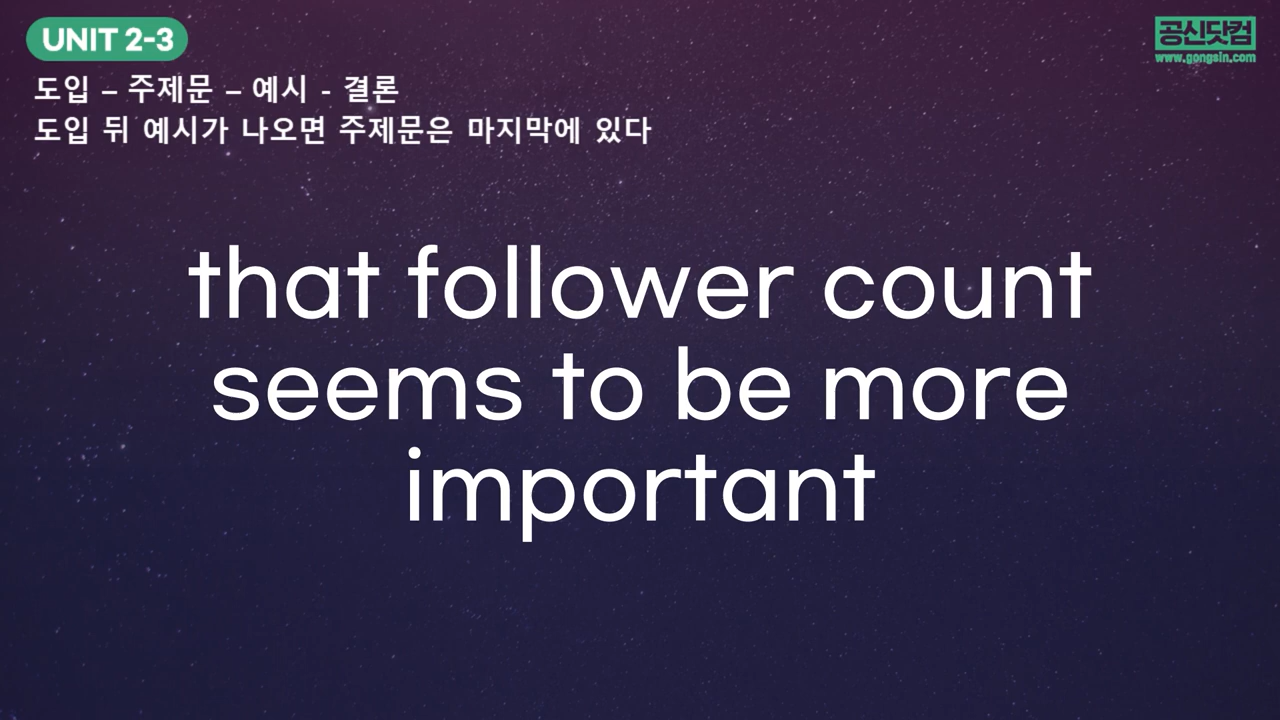 UNIT 2-3
공신닷컴
www.gongsin.com
도입 – 주제문 – 예시 - 결론
도입 뒤 예시가 나오면 주제문은 마지막에 있다
that follower count
seems to be more
important